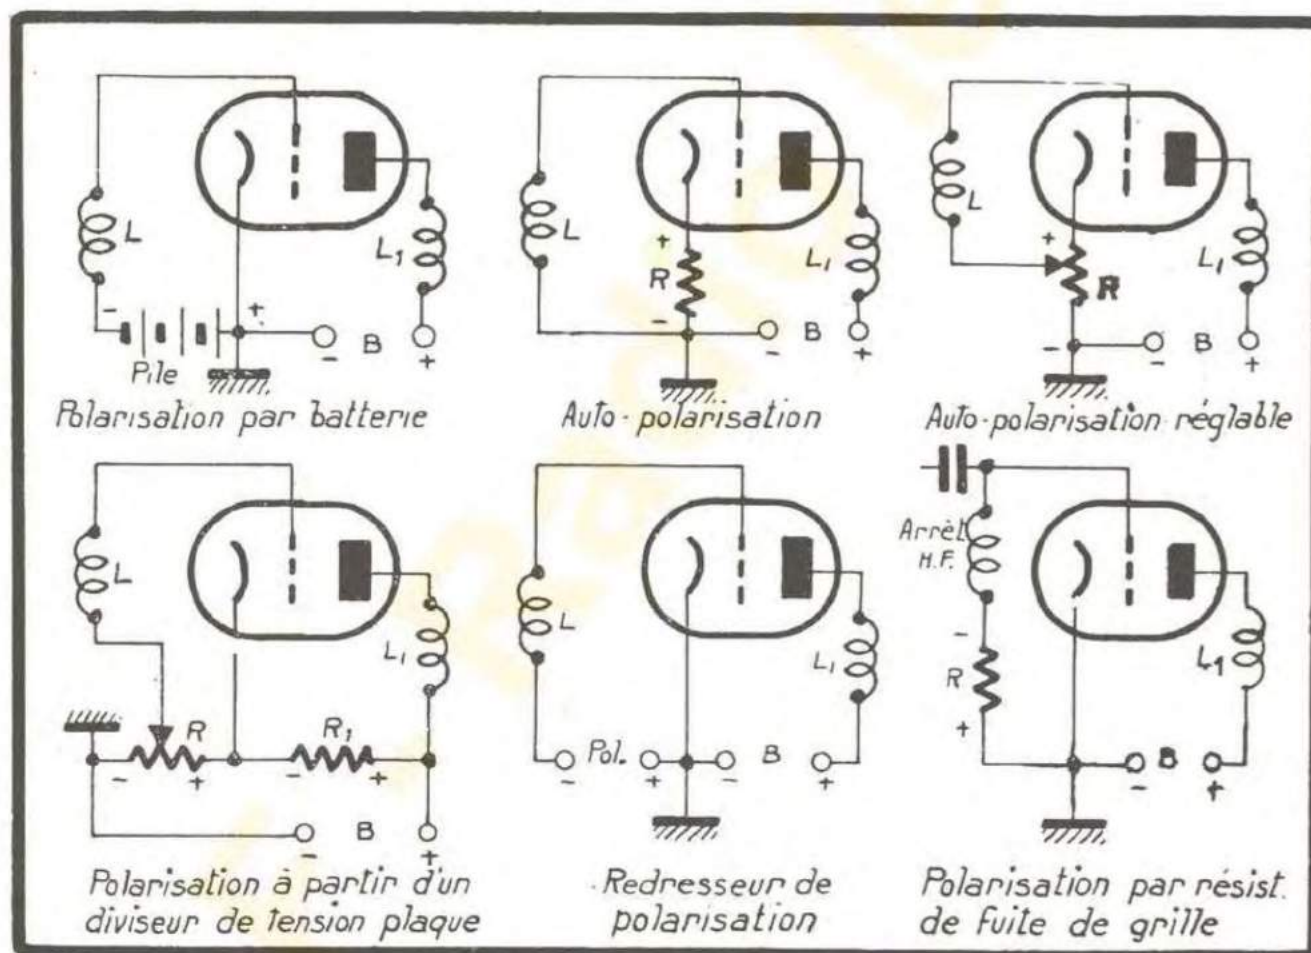 L
L1
- +
Pile
- B +
Polarisation par batterie
L
+
R
-
L1
- B +
Auto-polarisation
L
+
R
-
L1
- B +
Auto-polarisation réglable
L
L1
R
R1
- + - +
- B +
Polarisation à partir d'un
diviseur de tension plaque
L
L1
Pol. B
- + - +
Redresseur de
polarisation
Arrêt
H.F.
-
R
+
L1
B
- +
Polarisation par résist.
de fuite de grille